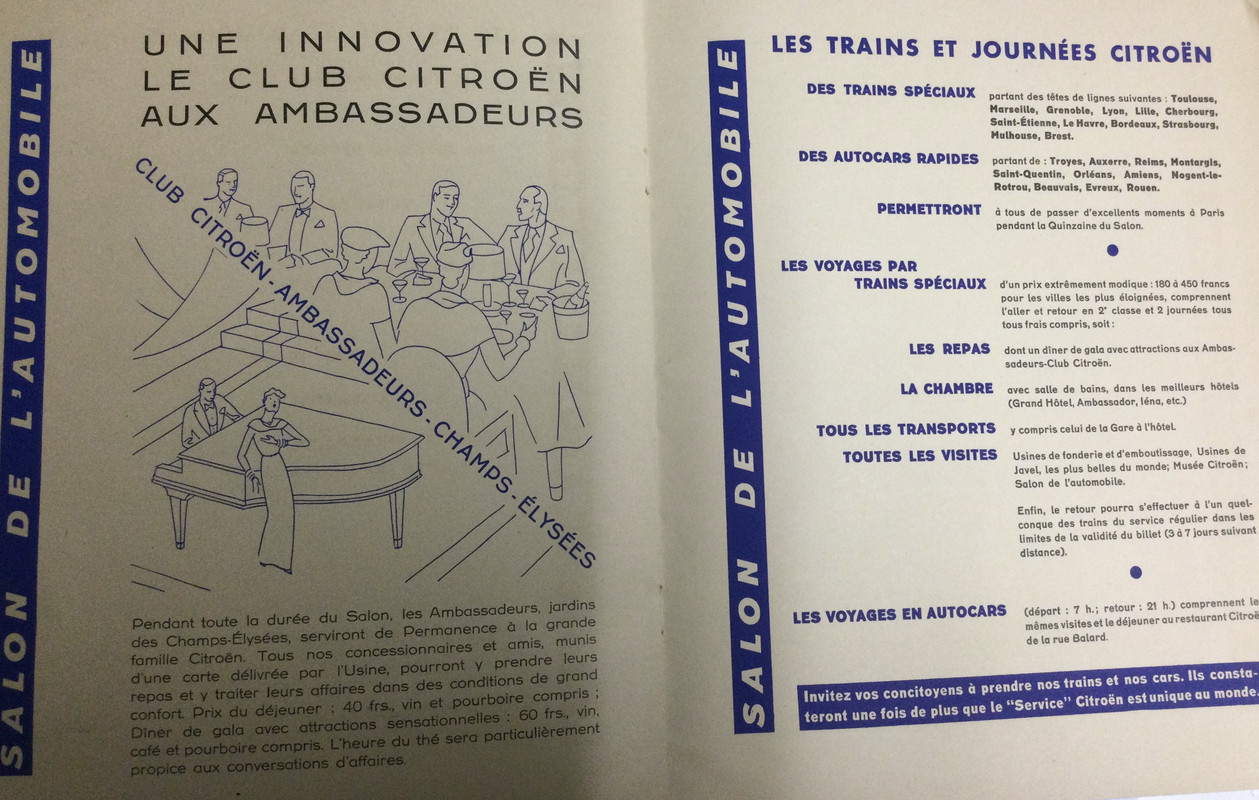 SALON DE L'AUTOMOBILE
UNE INNOVATION
LE CLUB CITROËN
AUX AMBASSADEURS
CLUB CITROËN-AMBASSADEURS-CHAMPS-ÉLYSÉES
Pendant toute la durée du Salon, les Ambassadeurs, jardins
des Champs-Élysées, serviront de Permanence à la grande
famille Citroën. Tous nos concessionnaires et amis, munis
d'une carte délivrée par l'Usine, pourront y prendre leurs
repas et y traiter leurs affaires dans des conditions de grand
confort. Prix du déjeuner : 40 frs., vin et pourboire compris ;
Dîner de gala avec attractions sensationnelles : 60 frs., vin,
café et pourboire compris. L'heure du thé sera particulièrement
propice aux conversations d'affaires.
SALON DE L'AUTOMOBILE
LES TRAINS ET JOURNÉES CITROËN
DES TRAINS SPÉCIAUX partant des têtes de lignes suivantes : Toulouse,
Marseille, Grenoble, Lyon, Lille, Cherbourg,
Saint-Étienne, Le Havre, Bordeaux, Strasbourg,
Mulhouse, Brest.
DES AUTOCARS RAPIDES partant de : Troyes, Auxerre, Reims, Montargis,
Saint-Quentin, Orléans, Amiens, Nogent-le-
Rotrou, Beauvais, Evreux, Rouen.
PERMETTRONT à tous de passer d'excellents moments à Paris
pendant la Quinzaine du Salon.
LES VOYAGES PAR
TRAINS SPÉCIAUX d'un prix extrêmement modique : 180 à 450 francs
pour les villes les plus éloignées, comprennent
l'aller et retour en 2e classe et 2 journées tous
tous frais compris, soit :
LES REPAS dont un dîner de gala avec attractions aux Ambas-
sadeurs-Club Citroën.
LA CHAMBRE avec salle de bains, dans les meilleurs hôtels
(Grand Hôtel, Ambassador, Iéna, etc.)
TOUS LES TRANSPORTS y compris celui de la Gare à l'hôtel.
TOUTES LES VISITES Usines de fonderie et d'emboutissage, Usines de
Javel, les plus belles du monde; Musée Citroën;
Salon de l'automobile.
Enfin, le retour pourra s'effectuer à l'un quel-
conque des trains du service régulier dans les
limites de la validité du billet (3 à 7 jours suivant
distance).
LES VOYAGES EN AUTOCARS (départ : 7 h.; retour : 21 h.) comprennent le
mêmes visites et le déjeuner au restaurant Citroë
de la rue Balard.
Invitez vos concitoyens à prendre nos trains et nos cars. Ils consta-
teront une fois de plus que le "Service" Citroën est unique au monde.